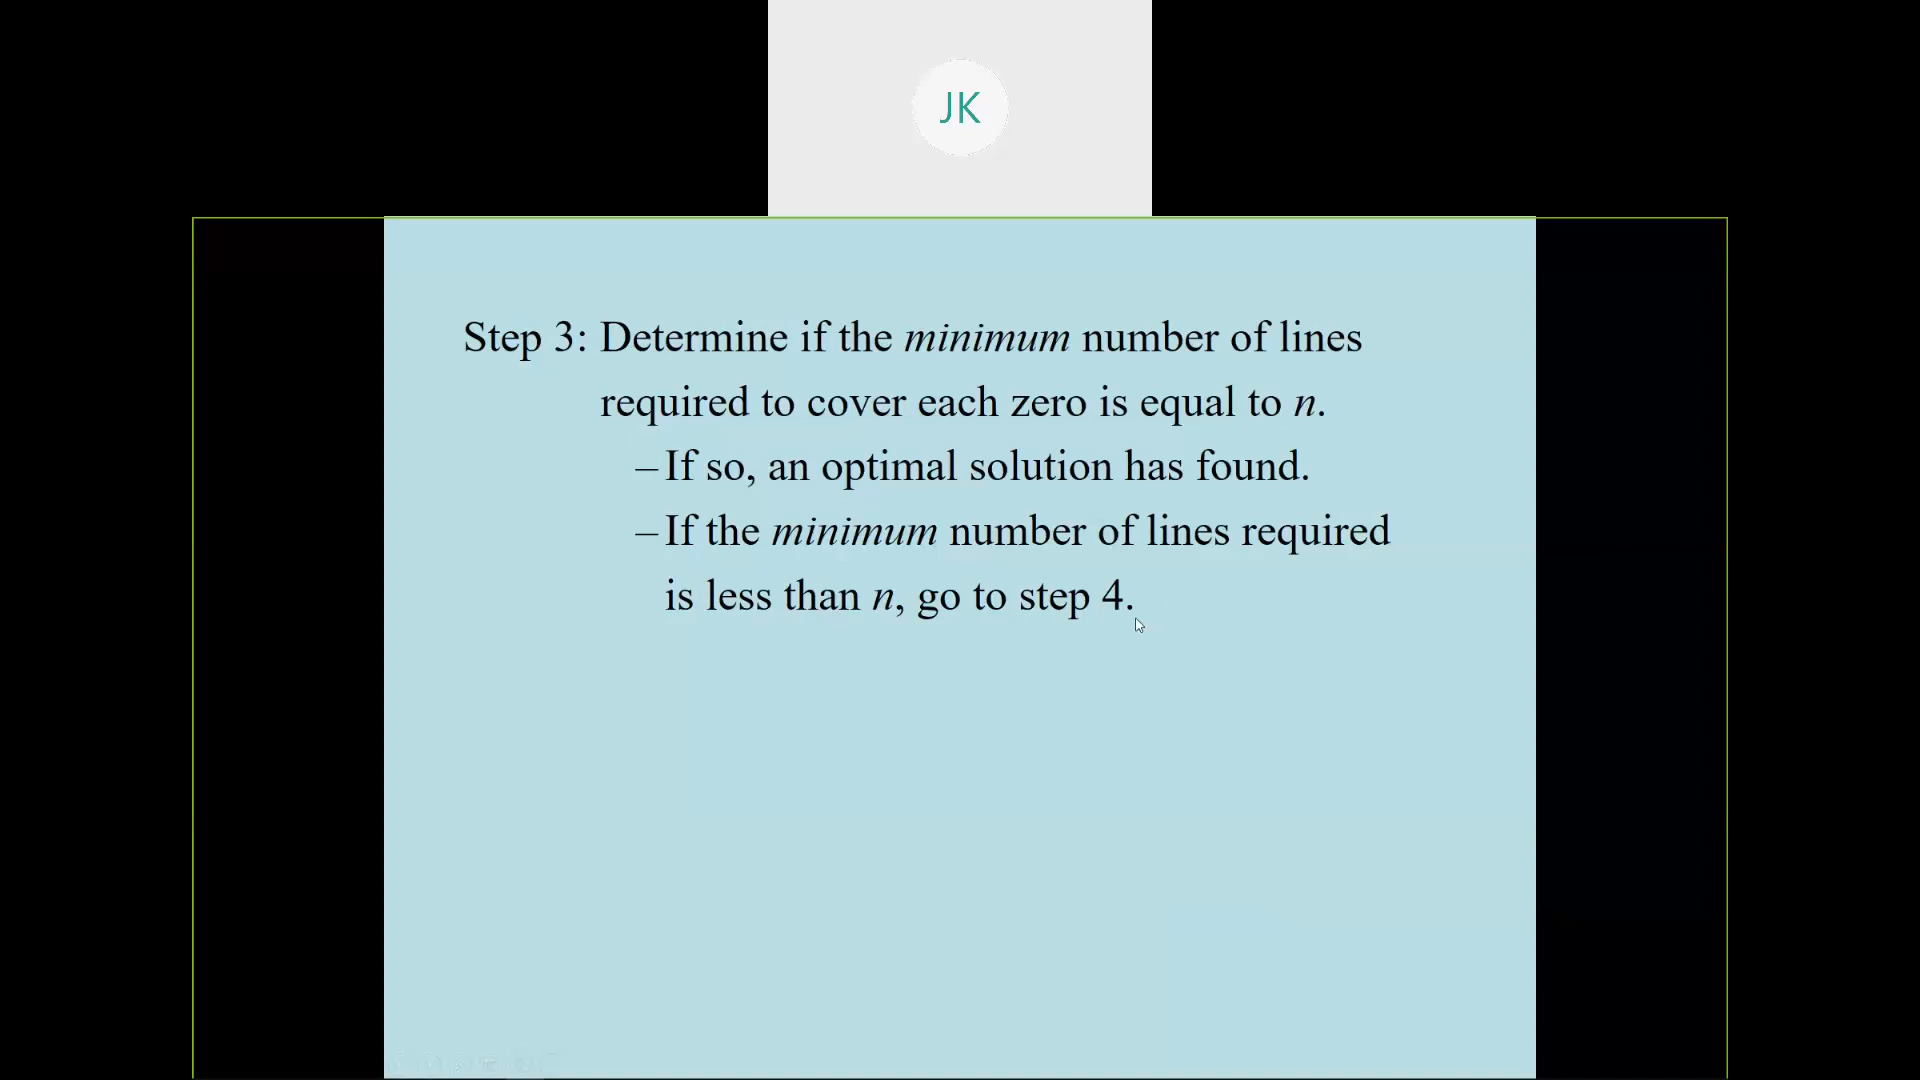 JK
Step 3: Determine if the minimum number of lines
required to cover each zero is equal to n.
– If so, an optimal solution has found.
– If the minimum number of lines required
is less than n, go to step 4.